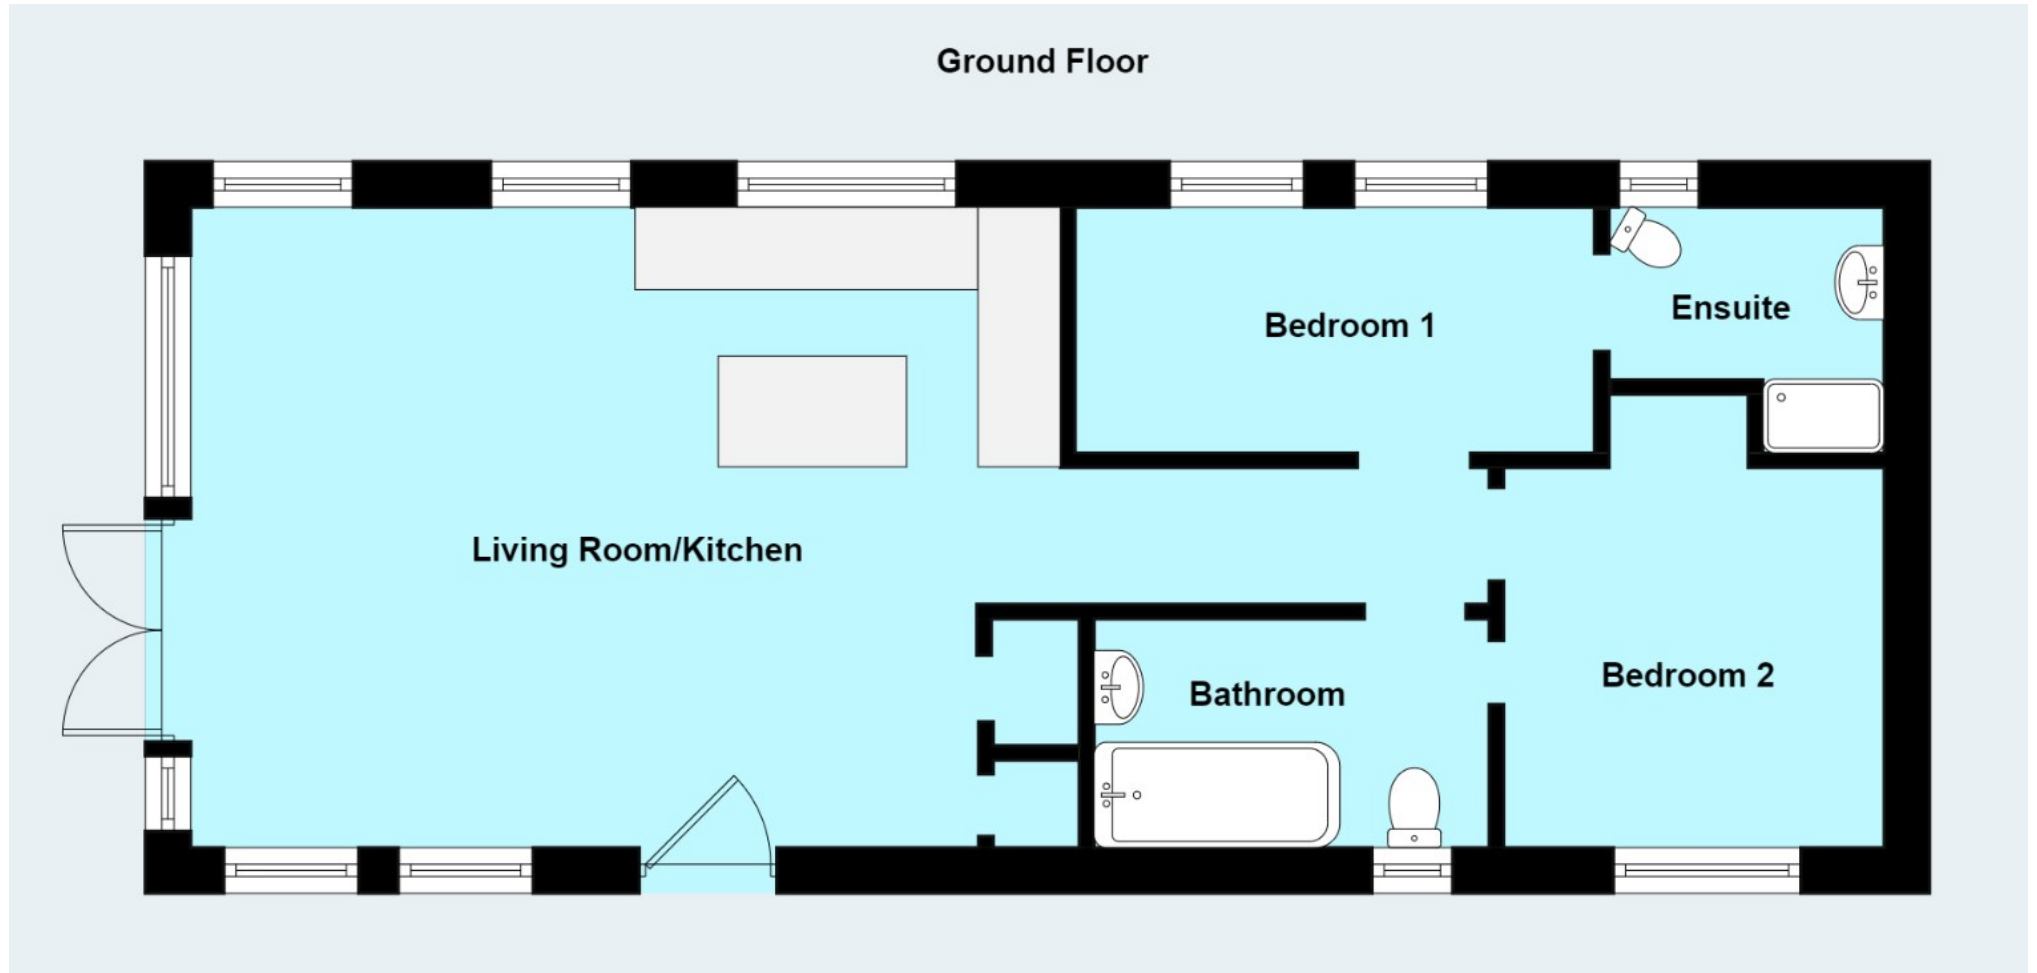 Ground Floor
Bedroom 1
Ensuite
Living Room/Kitchen
Bathroom
Bedroom 2